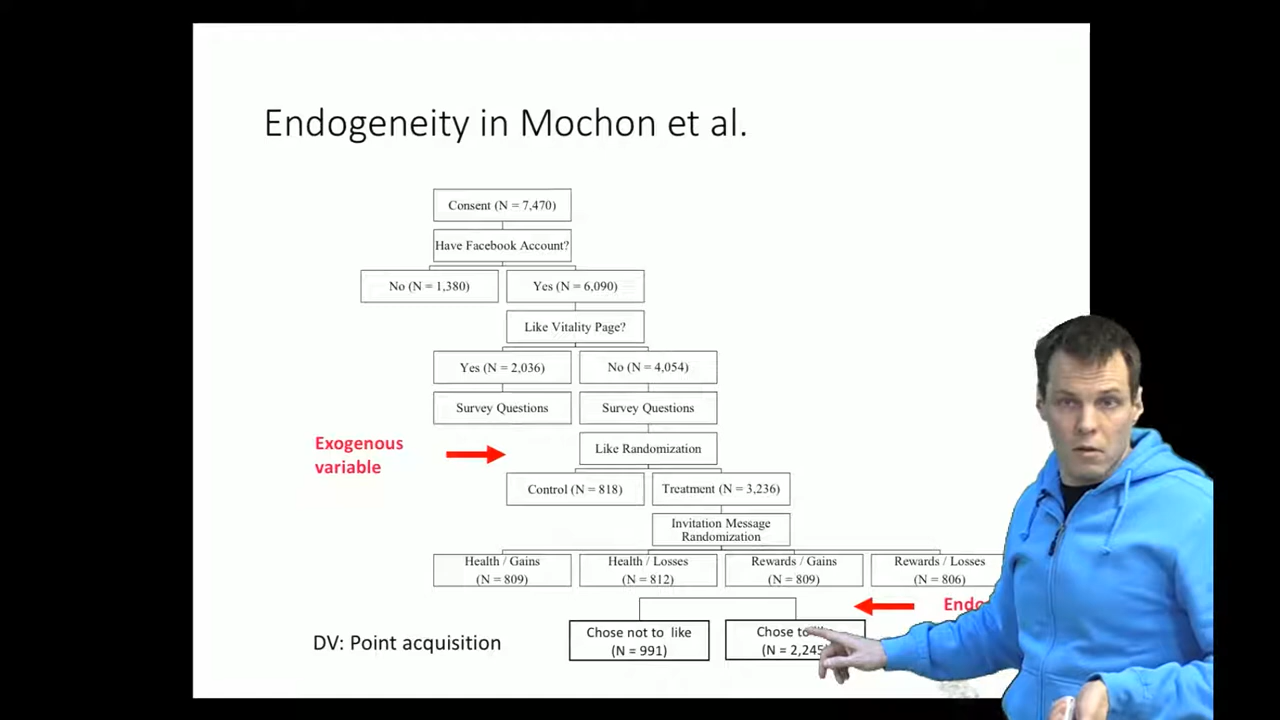 Endogeneity in Mochon et al.
Consent (N = 7,470)
Have Facebook Account?
No (N = 1,380)
Yes (N = 6,090)
Like Vitality Page?
Yes (N = 2,036)
No (N = 4,054)
Survey Questions
Survey Questions
Exogenous
variable
Like Randomization
Control (N = 818)
Treatment (N = 3,236)
Invitation Message
Randomization
Health / Gains
(N = 809)
Health / Losses
(N = 812)
Rewards / Gains
(N = 809)
Rewards / Losses
(N = 806)
DV: Point acquisition
Chose not to like
(N = 991)
Chose to
(N = 2,245